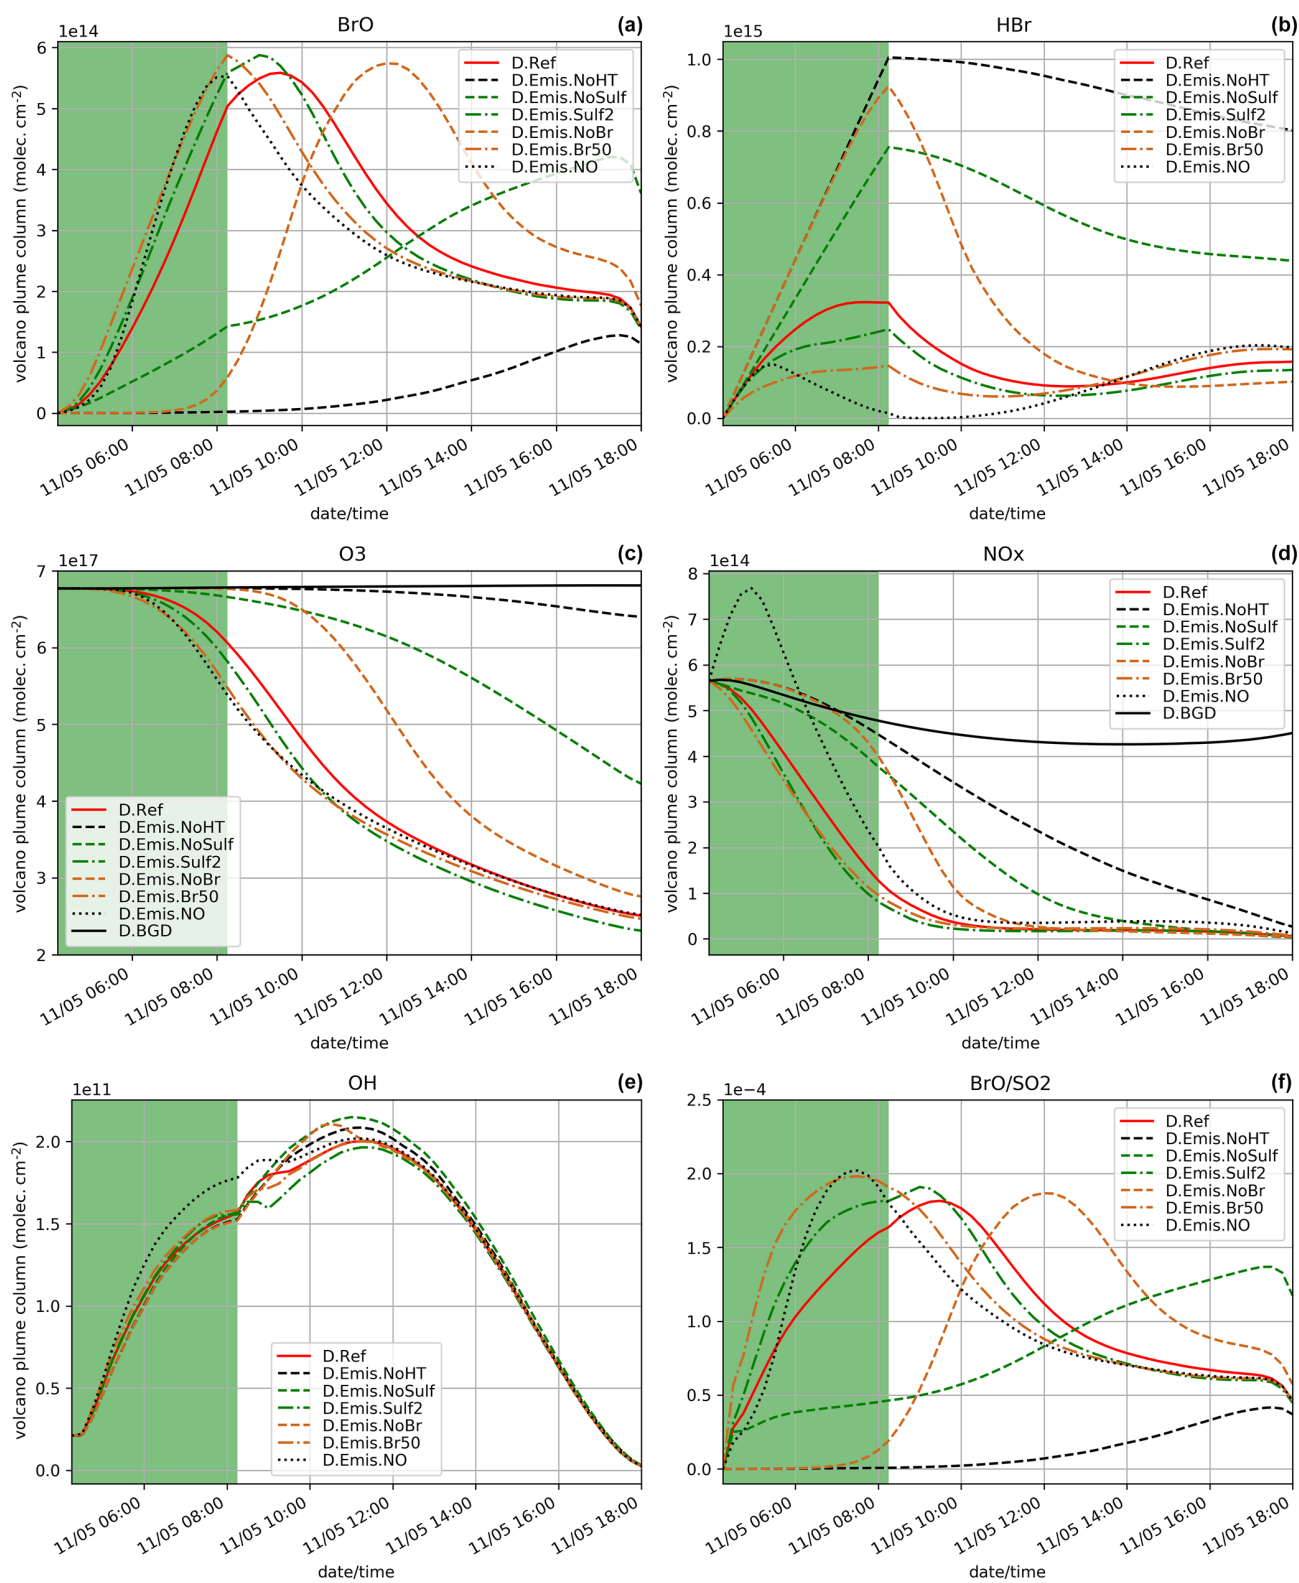 BrO
(a)
1e14
volcano plume column (molec. cm⁻²)
6
5
4
3
2
1
0
D.Ref
D.Emis.NoHT
D.Emis.NoSulf
D.Emis.Sulf2
D.Emis.NoBr
D.Emis.Br50
D.Emis.NO
11/05 06:00
11/05 08:00
11/05 10:00
11/05 12:00
11/05 14:00
11/05 16:00
11/05 18:00
date/time
HBr
(b)
1e15
volcano plume column (molec. cm⁻²)
1.0
0.8
0.6
0.4
0.2
0.0
D.Ref
D.Emis.NoHT
D.Emis.NoSulf
D.Emis.Sulf2
D.Emis.NoBr
D.Emis.Br50
D.Emis.NO
11/05 06:00
11/05 08:00
11/05 10:00
11/05 12:00
11/05 14:00
11/05 16:00
11/05 18:00
date/time
O3
(c)
1e17
volcano plume column (molec. cm⁻²)
7
6
5
4
3
2
D.Ref
D.Emis.NoHT
D.Emis.NoSulf
D.Emis.Sulf2
D.Emis.NoBr
D.Emis.Br50
D.Emis.NO
D.BGD
11/05 06:00
11/05 08:00
11/05 10:00
11/05 12:00
11/05 14:00
11/05 16:00
11/05 18:00
date/time
NOx
(d)
1e14
volcano plume column (molec. cm⁻²)
8
7
6
5
4
3
2
1
0
D.Ref
D.Emis.NoHT
D.Emis.NoSulf
D.Emis.Sulf2
D.Emis.NoBr
D.Emis.Br50
D.Emis.NO
D.BGD
11/05 06:00
11/05 08:00
11/05 10:00
11/05 12:00
11/05 14:00
11/05 16:00
11/05 18:00
date/time
OH
(e)
1e11
volcano plume column (molec. cm⁻²)
2.0
1.5
1.0
0.5
0.0
D.Ref
D.Emis.NoHT
D.Emis.NoSulf
D.Emis.Sulf2
D.Emis.NoBr
D.Emis.Br50
D.Emis.NO
11/05 06:00
11/05 08:00
11/05 10:00
11/05 12:00
11/05 14:00
11/05 16:00
11/05 18:00
date/time
BrO/SO2
(f)
1e−4
volcano plume column (molec. cm⁻²)
2.5
2.0
1.5
1.0
0.5
0.0
D.Ref
D.Emis.NoHT
D.Emis.NoSulf
D.Emis.Sulf2
D.Emis.NoBr
D.Emis.Br50
D.Emis.NO
11/05 06:00
11/05 08:00
11/05 10:00
11/05 12:00
11/05 14:00
11/05 16:00
11/05 18:00
date/time